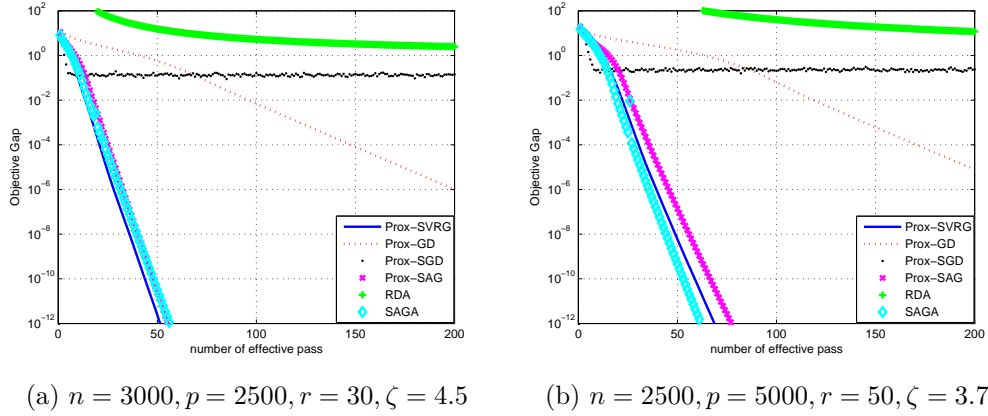 10^2
10^0
10^-2
10^-4
10^-6
10^-8
10^-10
10^-12
Objective Gap
0 50 100 150 200
number of effective pass
Prox−SVRG
Prox−GD
Prox−SGD
Prox−SAG
RDA
SAGA
(a) n = 3000, p = 2500, r = 30, ζ = 4.5
10^2
10^0
10^-2
10^-4
10^-6
10^-8
10^-10
10^-12
Objective Gap
0 50 100 150 200
number of effective pass
Prox−SVRG
Prox−GD
Prox−SGD
Prox−SAG
RDA
SAGA
(b) n = 2500, p = 5000, r = 50, ζ = 3.7